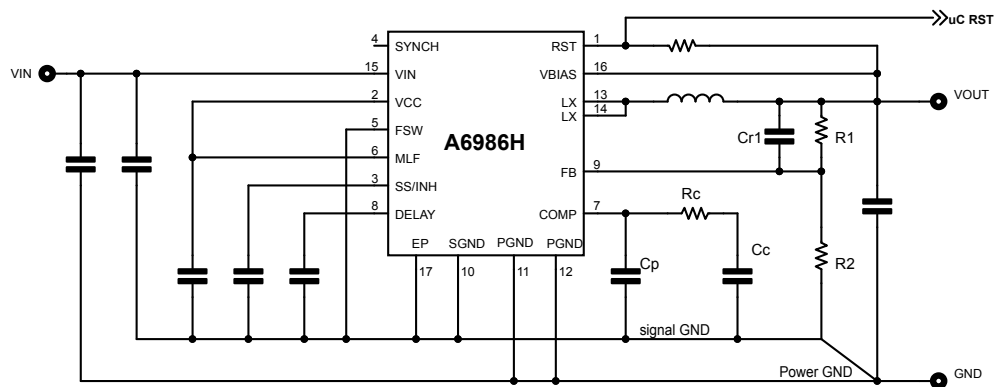 uC RST
4
SYNCH
RST
1
VIN
15
VIN
VBIAS
16
2
VCC
LX
13
VOUT
LX
14
5
FSW
A6986H
Cr1
R1
6
MLF
FB
9
3
SS/INH
Rc
8
DELAY
COMP
7
EP
SGND
PGND
PGND
Cp
Cc
R2
17
10
11
12
signal GND
Power GND
GND